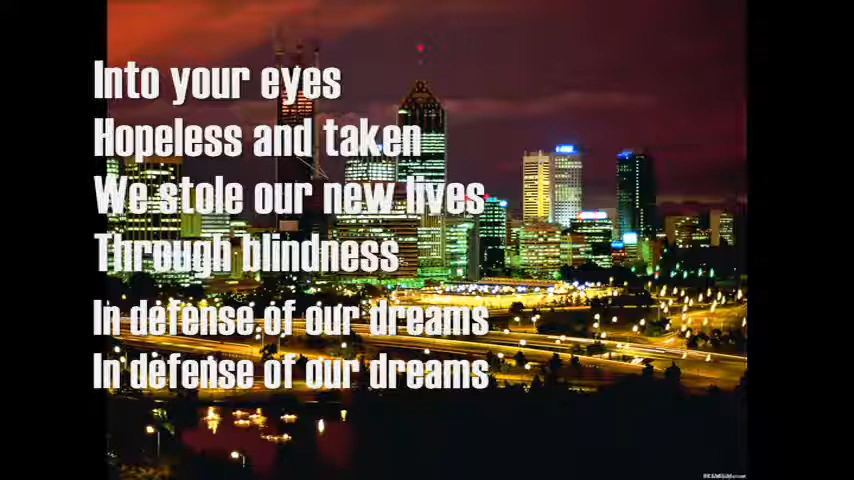 Into your eyes
Hopeless and taken
We stole our new lives
Through blindness
In defense of our dreams
In defense of our dreams